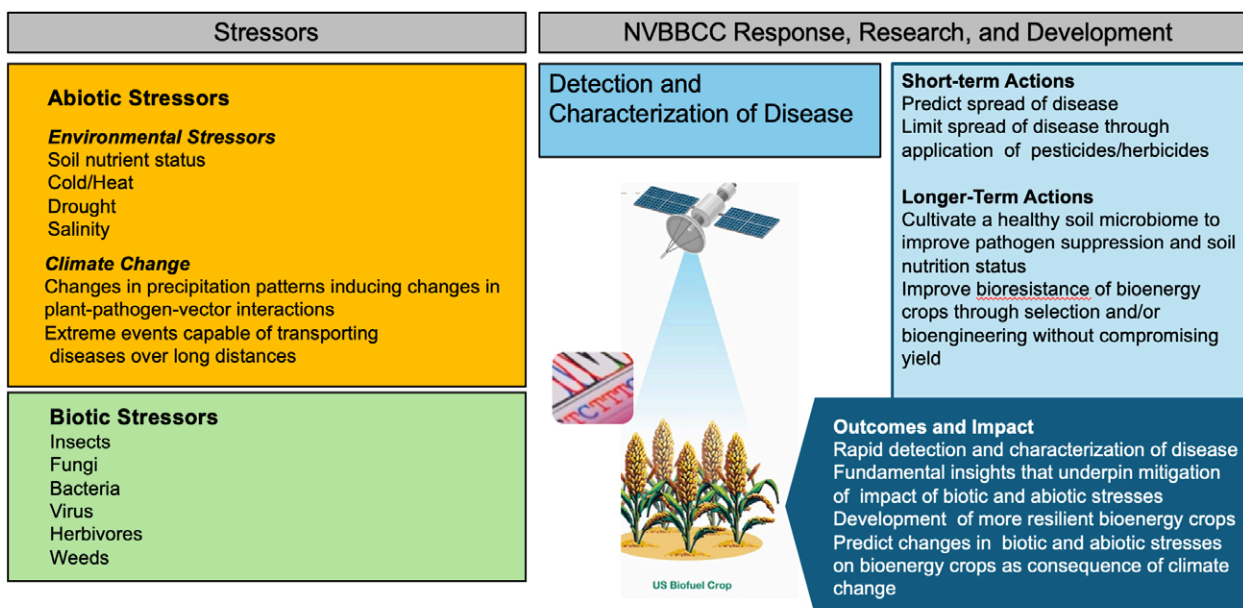 Stressors
NVBBCC Response, Research, and Development
Abiotic Stressors
Environmental Stressors
Soil nutrient status
Cold/Heat
Drought
Salinity
Climate Change
Changes in precipitation patterns inducing changes in
plant-pathogen-vector interactions
Extreme events capable of transporting
diseases over long distances
Biotic Stressors
Insects
Fungi
Bacteria
Virus
Herbivores
Weeds
Detection and
Characterization of Disease
TCTTTC
US Biofuel Crop
Short-term Actions
Predict spread of disease
Limit spread of disease through
application of pesticides/herbicides
Longer-Term Actions
Cultivate a healthy soil microbiome to
improve pathogen suppression and soil
nutrition status
Improve bioresistance of bioenergy
crops through selection and/or
bioengineering without compromising
yield
Outcomes and Impact
Rapid detection and characterization of disease
Fundamental insights that underpin mitigation
of impact of biotic and abiotic stresses
Development of more resilient bioenergy crops
Predict changes in biotic and abiotic stresses
on bioenergy crops as consequence of climate
change